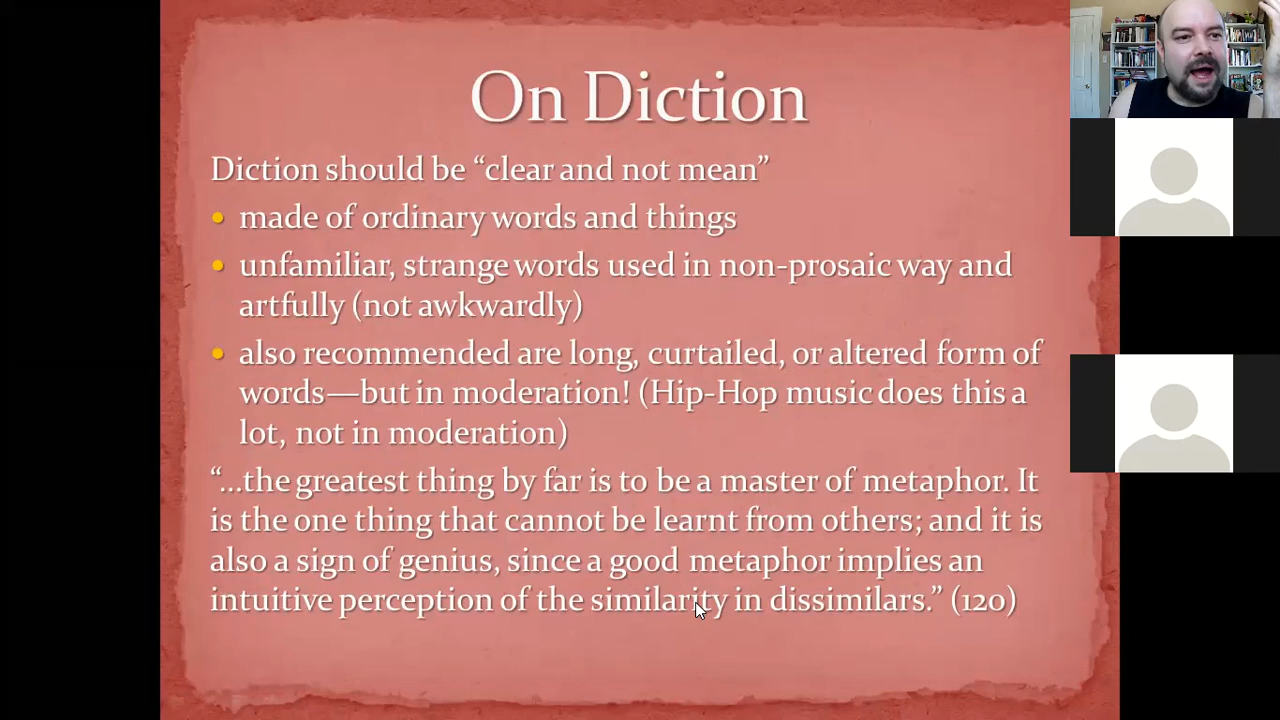 On Diction
Diction should be “clear and not mean”
• made of ordinary words and things
• unfamiliar, strange words used in non-prosaic way and
artfully (not awkwardly)
• also recommended are long, curtailed, or altered form of
words—but in moderation! (Hip-Hop music does this a
lot, not in moderation)
“…the greatest thing by far is to be a master of metaphor. It
is the one thing that cannot be learnt from others; and it is
also a sign of genius, since a good metaphor implies an
intuitive perception of the similarity in dissimilars.” (120)